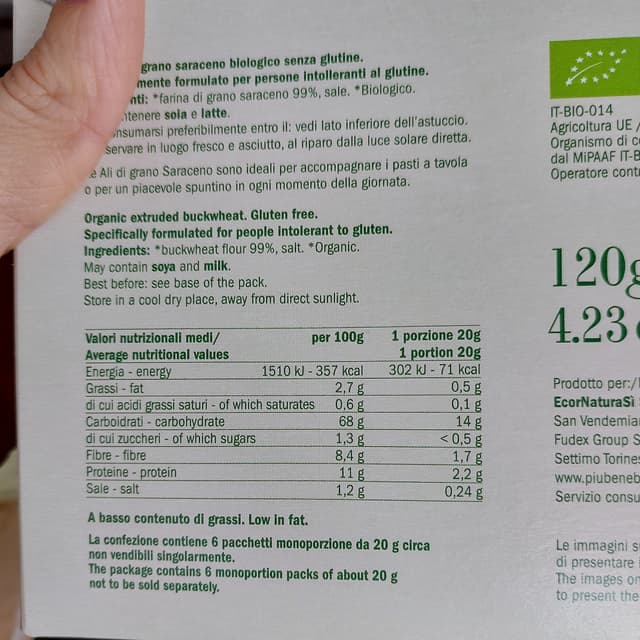 grano saraceno biologico senza glutine.
mente formulato per persone intolleranti al glutine.
nti: *farina di grano saraceno 99%, sale. *Biologico.
ntenere soia e latte.
onsumarsi preferibilmente entro il: vedi lato inferiore dell'astuccio.
servare in luogo fresco e asciutto, al riparo dalla luce solare diretta.
e Ali di grano Saraceno sono ideali per accompagnare i pasti a tavola
o per un piacevole spuntino in ogni momento della giornata.
Organic extruded buckwheat. Gluten free.
Specifically formulated for people intolerant to gluten.
Ingredients: *buckwheat flour 99%, salt. *Organic.
May contain soya and milk.
Best before: see base of the pack.
Store in a cool dry place, away from direct sunlight.
Valori nutrizionali medi/ per 100g 1 porzione 20g
Average nutritional values 1 portion 20g
Energia - energy 1510 kJ - 357 kcal 302 kJ - 71 kcal
Grassi - fat 2,7 g 0,5 g
di cui acidi grassi saturi - of which saturates 0,6 g 0,1 g
Carboidrati - carbohydrate 68 g 14 g
di cui zuccheri - of which sugars 1,3 g < 0,5 g
Fibre - fibre 8,4 g 1,7 g
Proteine - protein 11 g 2,2 g
Sale - salt 1,2 g 0,24 g
A basso contenuto di grassi. Low in fat.
La confezione contiene 6 pacchetti monoporzione da 20 g circa
non vendibili singolarmente.
The package contains 6 monoportion packs of about 20 g
not to be sold separately.
IT-BIO-014
Agricoltura UE /
Organismo di c
dal MiPAAF IT-B
Operatore cont
120g
4.23
Prodotto per:/
EcorNaturaSì
San Vendemia
Fudex Group S
Settimo Torine
www.piubeneb
Servizio consu
Le immagini s
di presentare i
The images on
to present the